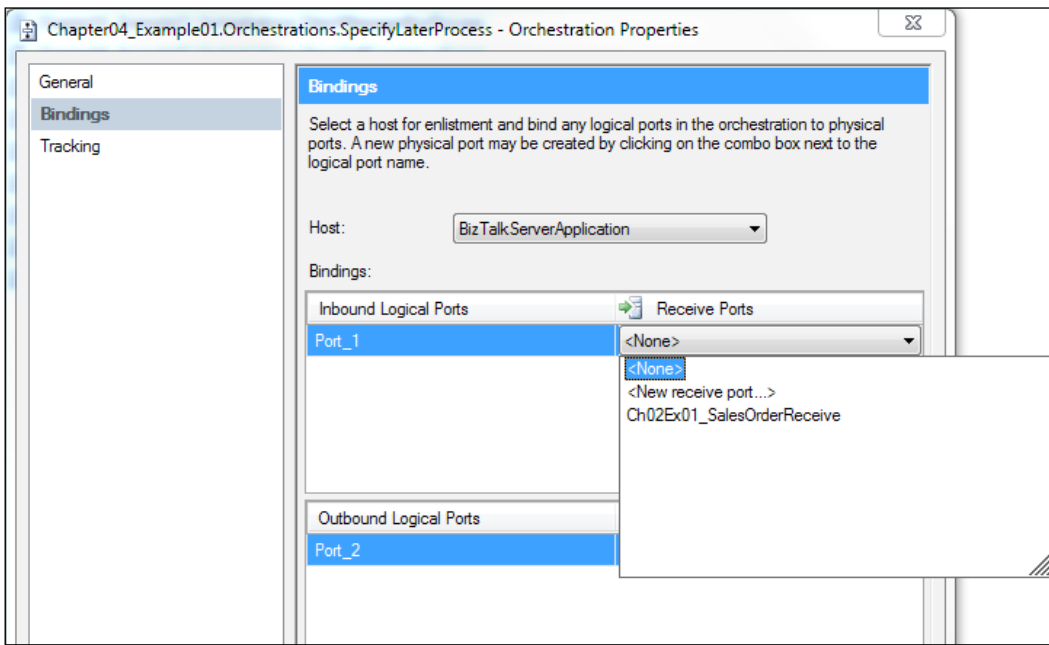 Chapter04_Example01.Orchestrations.SpecifyLaterProcess - Orchestration Properties
General
Bindings
Tracking
Bindings
Select a host for enlistment and bind any logical ports in the orchestration to physical
ports. A new physical port may be created by clicking on the combo box next to the
logical port name.
Host:
BizTalkServerApplication
Bindings:
Inbound Logical Ports
Receive Ports
Port_1
<None>
<None>
<New receive port...>
Ch02Ex01_SalesOrderReceive
Outbound Logical Ports
Port_2